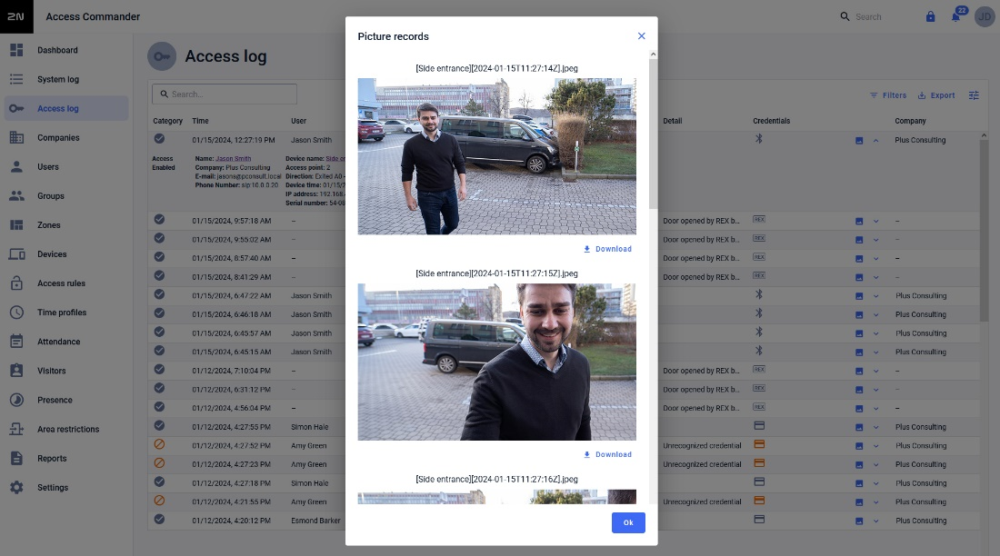 2N
Access Commander
Search
22
JD
Dashboard
System log
Access log
Companies
Users
Groups
Zones
Devices
Access rules
Time profiles
Attendance
Visitors
Presence
Area restrictions
Reports
Settings
Access log
Search...
Filters
Export
Category Time User Detail Credentials Company
01/15/2024, 12:27:19 PM Jason Smith Plus Consulting
Access Enabled
Name: Jason Smith
Company: Plus Consulting
E-mail: jasons@pconsult.local
Phone Number: sip:10.0.0.20
Device name: Side en
Access point: 2
Direction: Exited A0 -
Device time: 01/15/2
IP address: 192.168.
Serial number: 54-08
01/15/2024, 9:57:18 AM – Door opened by REX b... REX –
01/15/2024, 9:55:02 AM – Door opened by REX b... REX –
01/15/2024, 8:57:40 AM – Door opened by REX b... REX –
01/15/2024, 8:41:29 AM – Door opened by REX b... REX –
01/15/2024, 6:47:22 AM Jason Smith Plus Consulting
01/15/2024, 6:46:18 AM Jason Smith Plus Consulting
01/15/2024, 6:45:57 AM Jason Smith Plus Consulting
01/15/2024, 6:45:15 AM Jason Smith Plus Consulting
01/12/2024, 7:10:04 PM – Door opened by REX b... REX –
01/12/2024, 6:31:12 PM – Door opened by REX b... REX –
01/12/2024, 4:56:04 PM – Door opened by REX b... REX –
01/12/2024, 4:27:55 PM Simon Hale Plus Consulting
01/12/2024, 4:27:52 PM Amy Green Unrecognized credential Plus Consulting
01/12/2024, 4:27:23 PM Amy Green Unrecognized credential Plus Consulting
01/12/2024, 4:27:18 PM Simon Hale Plus Consulting
01/12/2024, 4:21:55 PM Amy Green Unrecognized credential Plus Consulting
01/12/2024, 4:20:12 PM Esmond Barker Plus Consulting
Picture records
[Side entrance][2024-01-15T11:27:14Z].jpeg
Download
[Side entrance][2024-01-15T11:27:15Z].jpeg
Download
[Side entrance][2024-01-15T11:27:16Z].jpeg
Ok